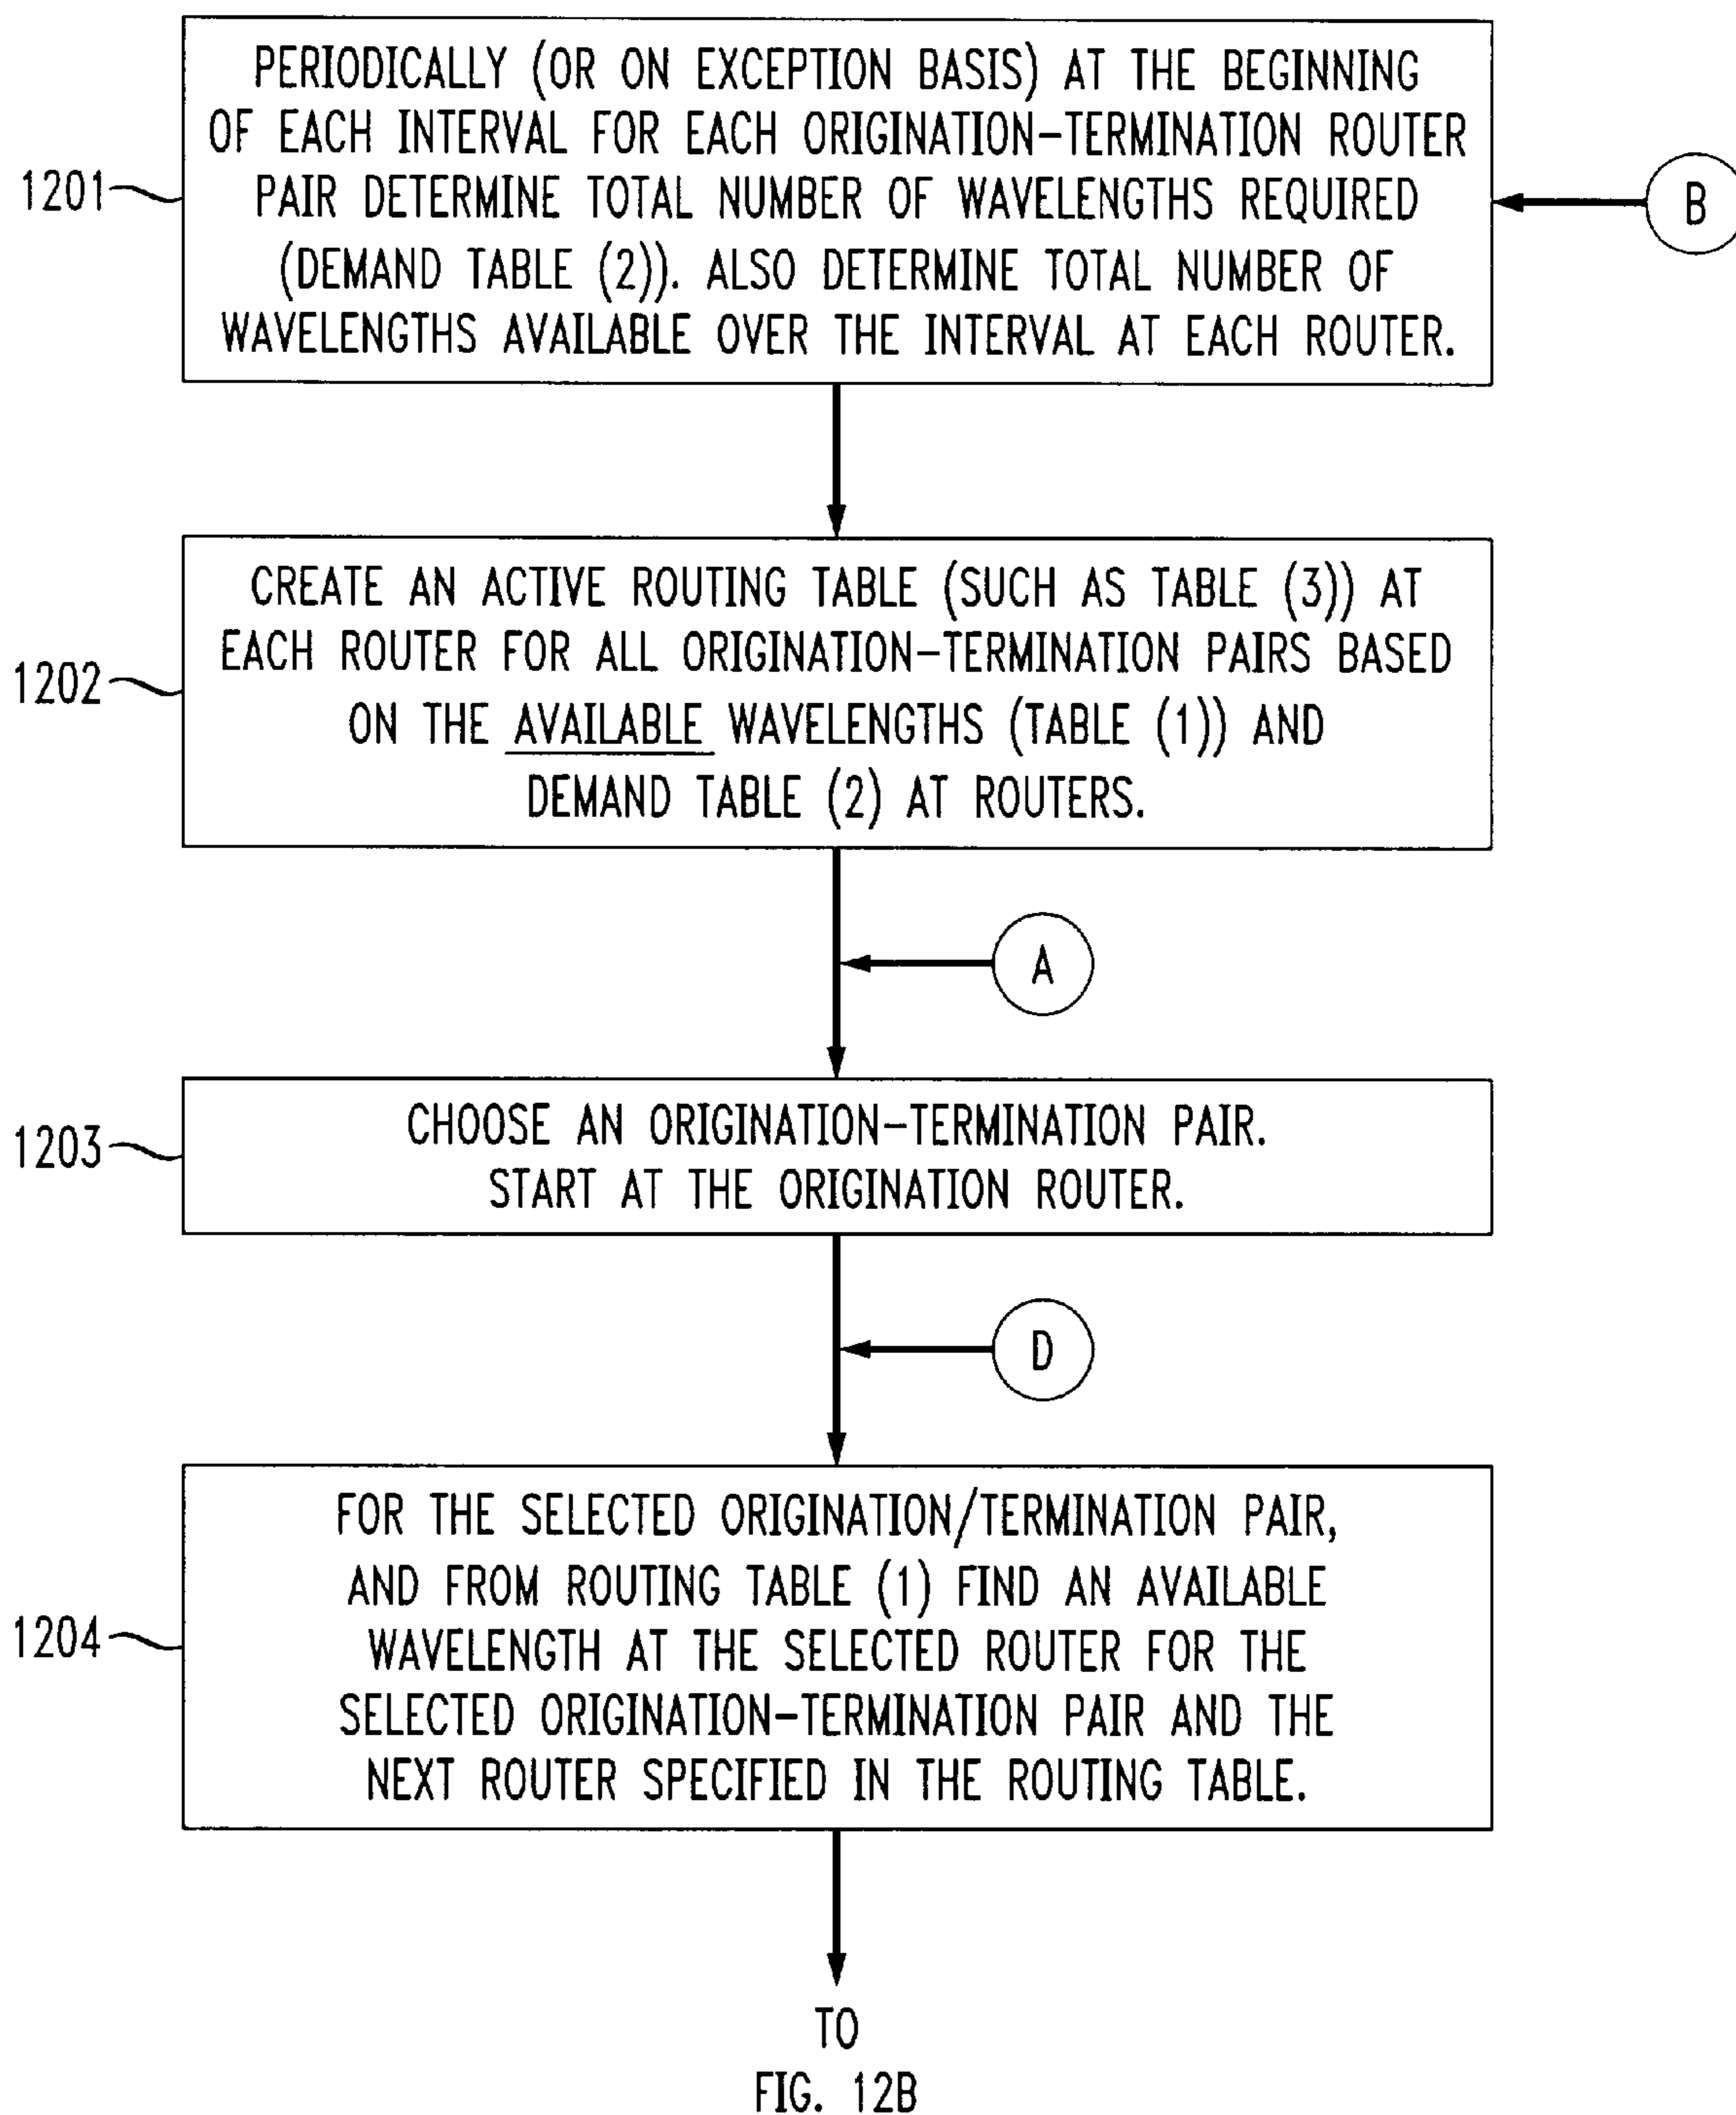 PERIODICALLY (OR ON EXCEPTION BASIS) AT THE BEGINNING
OF EACH INTERVAL FOR EACH ORIGINATION-TERMINATION ROUTER
1201
PAIR DETERMINE TOTAL NUMBER OF WAVELENGTHS REQUIRED
B
(DEMAND TABLE (2)). ALSO DETERMINE TOTAL NUMBER OF
WAVELENGTHS AVAILABLE OVER THE INTERVAL AT EACH ROUTER.
CREATE AN ACTIVE ROUTING TABLE (SUCH AS TABLE (3)) AT
EACH ROUTER FOR ALL ORIGINATION-TERMINATION PAIRS BASED
1202
ON THE AVAILABLE WAVELENGTHS (TABLE (1)) AND
DEMAND TABLE (2) AT ROUTERS.
A
CHOOSE AN ORIGINATION-TERMINATION PAIR.
1203
START AT THE ORIGINATION ROUTER.
D
FOR THE SELECTED ORIGINATION/TERMINATION PAIR,
AND FROM ROUTING TABLE (1) FIND AN AVAILABLE
1204
WAVELENGTH AT THE SELECTED ROUTER FOR THE
SELECTED ORIGINATION-TERMINATION PAIR AND THE
NEXT ROUTER SPECIFIED IN THE ROUTING TABLE.
TO
FIG. 12B